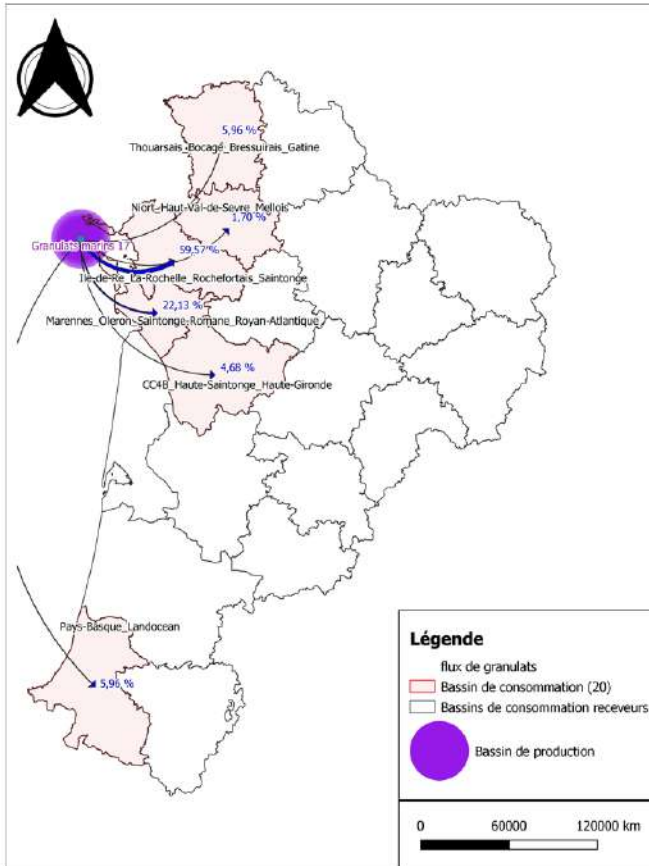 5,96 %
Thouarsais_Bocage_Bressuirais_Gatine
Niort_Haut-Val-de-Sevre_Mellois
1,70 %
Granulats marins 17
59,57 %
Ile-de-Re_La-Rochelle_Rochefortais_Saintonge
22,13 %
Marennes_Oleron_Saintonge-Romane_Royan-Atlantique
4,68 %
CC4B_Haute-Saintonge_Haute-Gironde
Pays-Basque_Landocean
5,96 %
Légende
flux de granulats
Bassin de consommation (20)
Bassins de consommation receveurs
Bassin de production
0 60000 120000 km